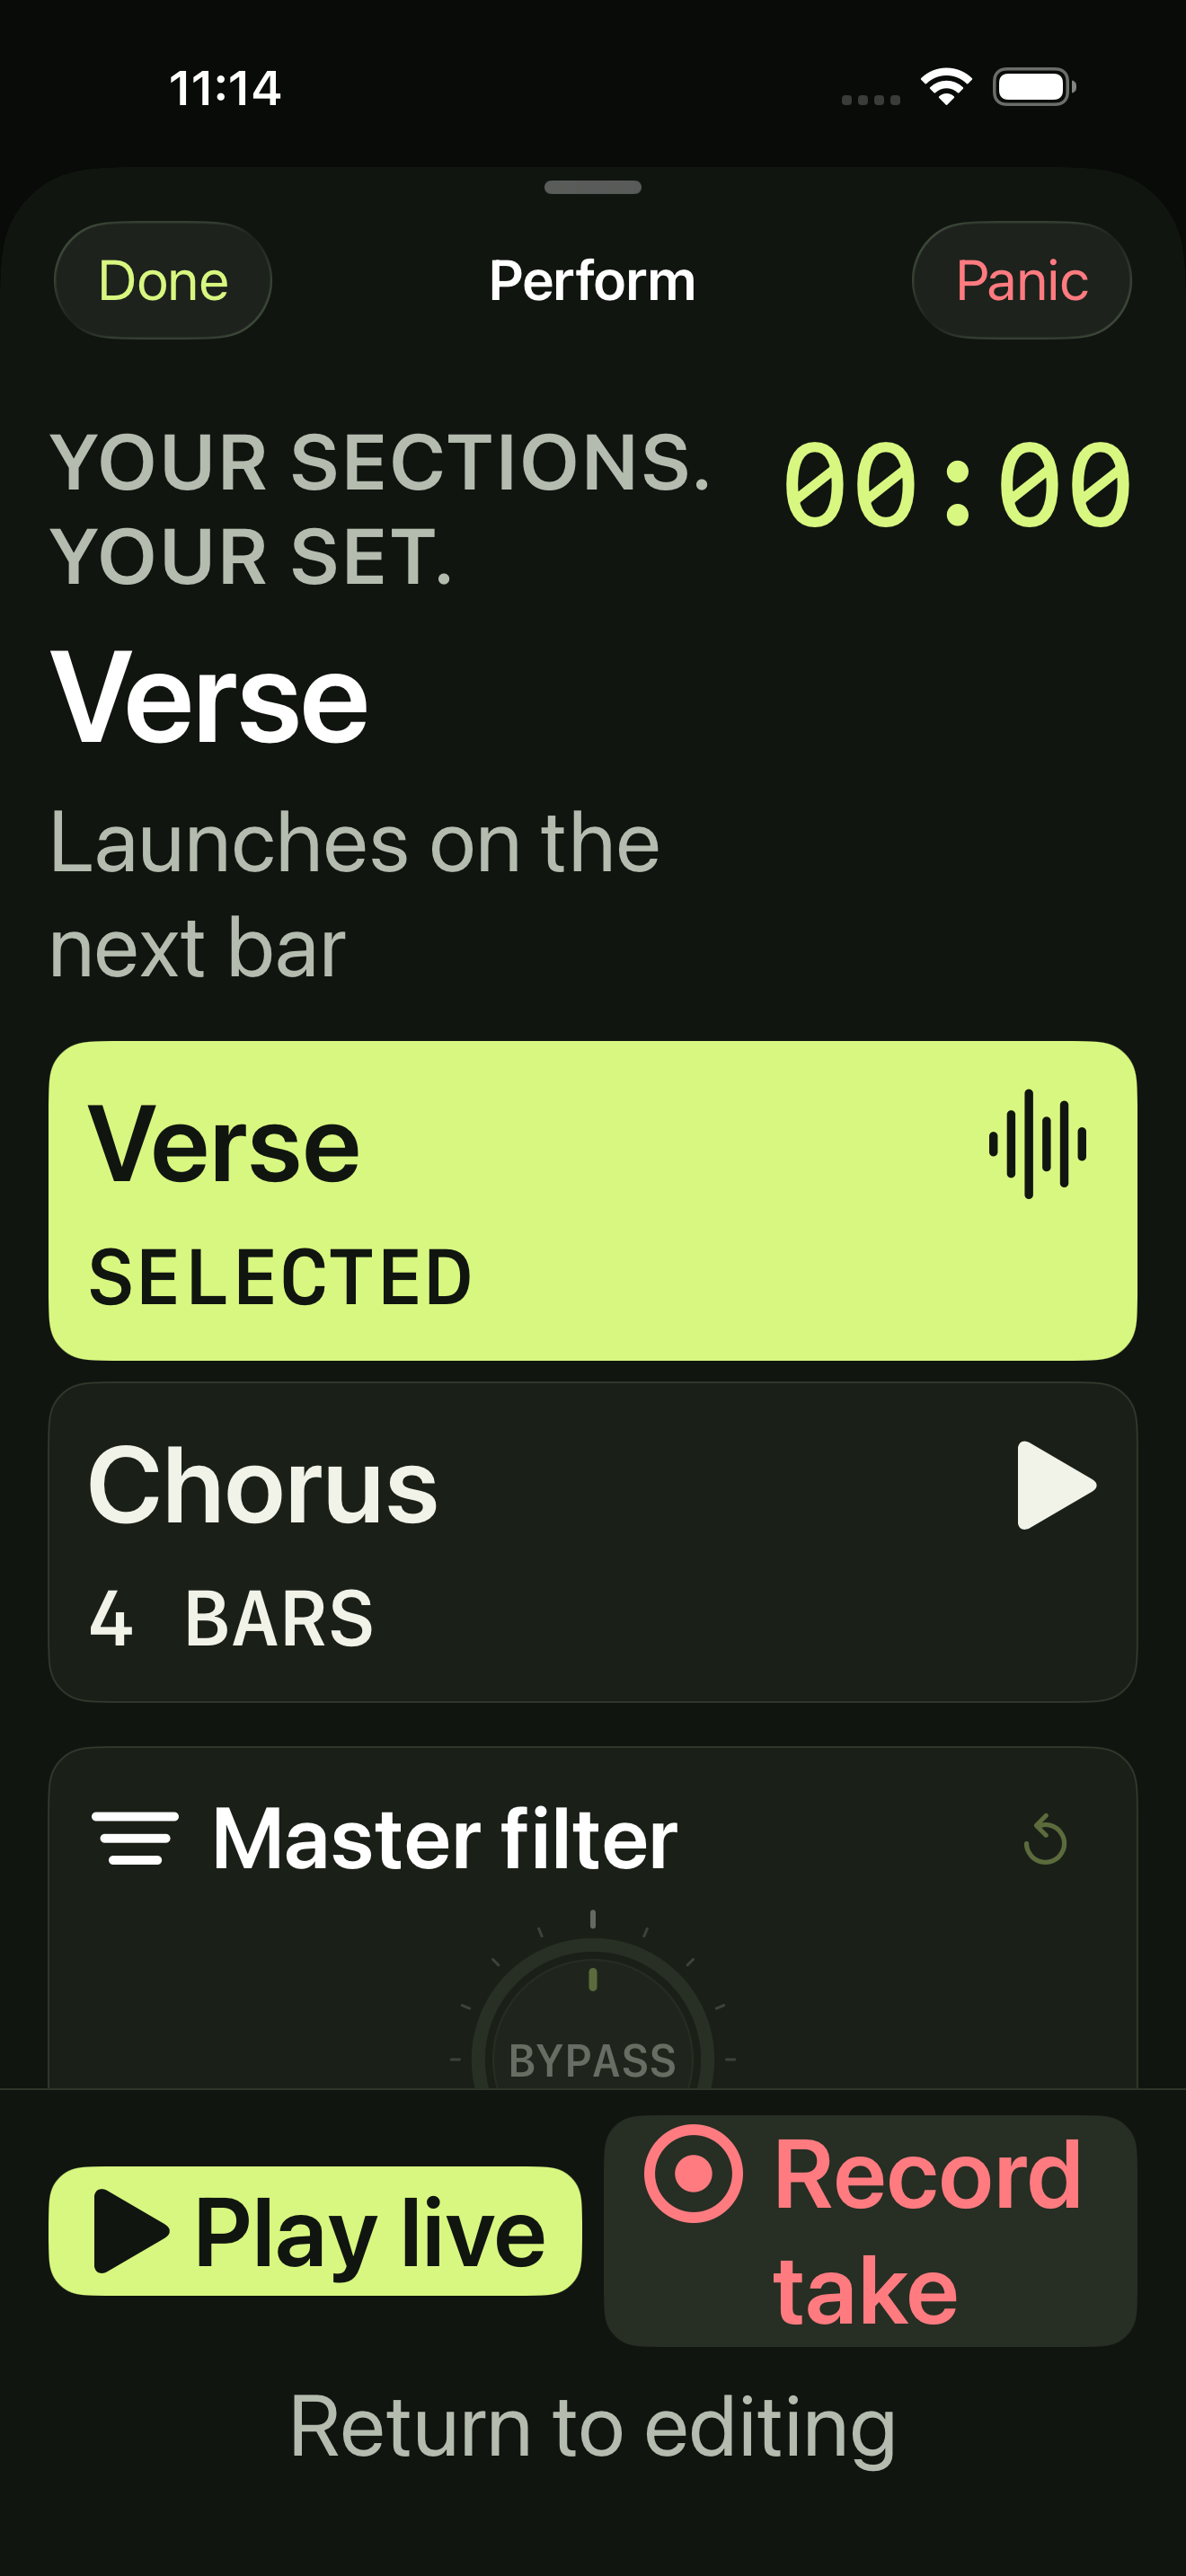 11:14
Done
Perform
Panic
YOUR SECTIONS.
YOUR SET.
00:00
Verse
Launches on the
next bar
Verse
SELECTED
Chorus
4 BARS
Master filter
BYPASS
Play live
Record
take
Return to editing